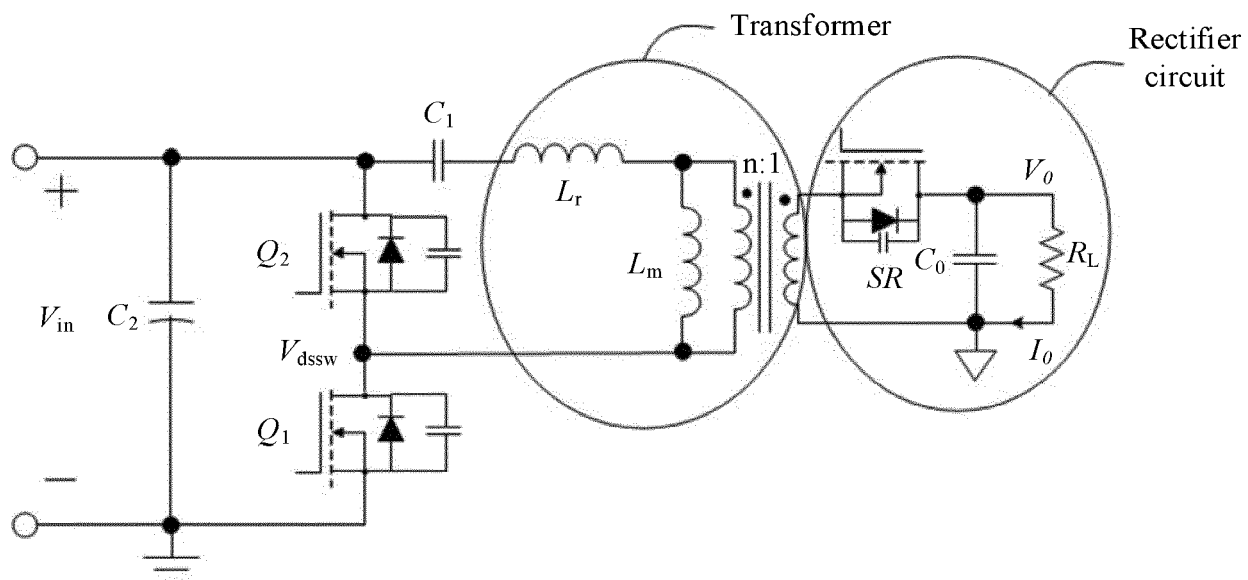 Transformer
Rectifier
circuit
C1
n:1
V0
Lr
Q2
Lm
SR
C0
RL
Vin
C2
Vdssw
I0
Q1
+
−